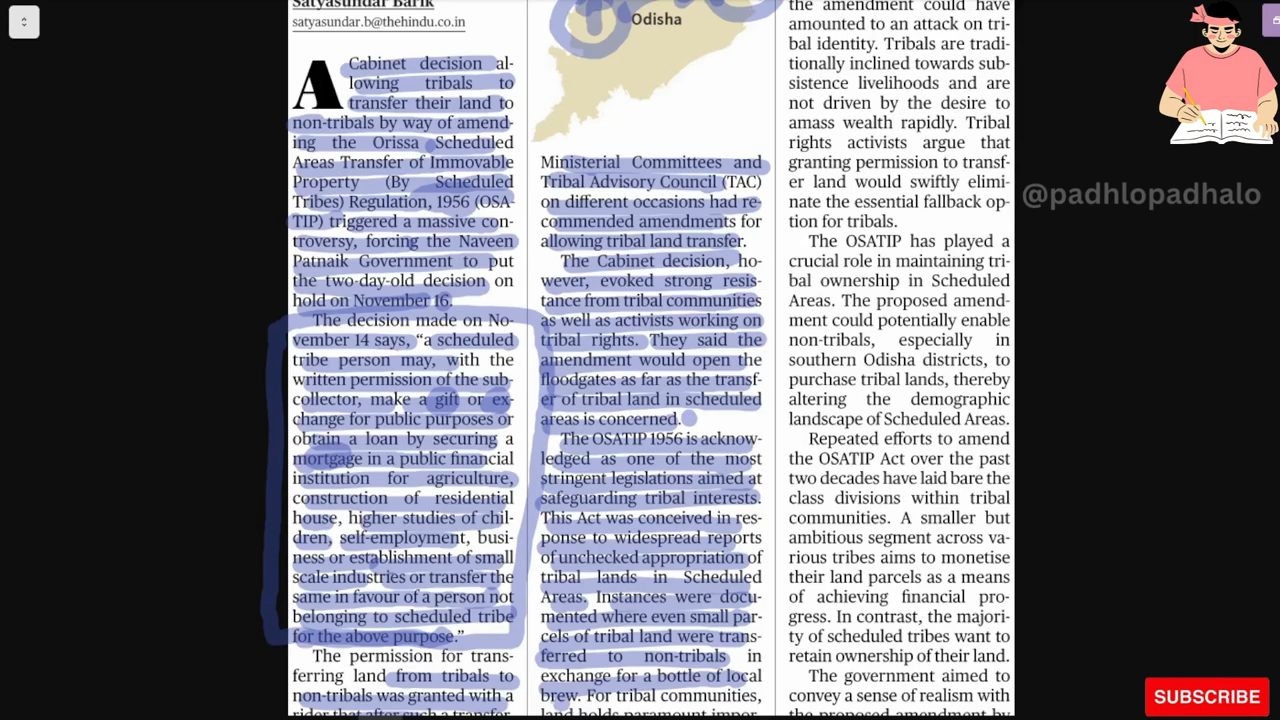 Satyasundar Barik
satyasundar.b@thehindu.co.in
A Cabinet decision al-
lowing tribals to
transfer their land to
non-tribals by way of amend-
ing the Orissa Scheduled
Areas Transfer of Immovable
Property (By Scheduled
Tribes) Regulation, 1956 (OSA-
TIP) triggered a massive con-
troversy, forcing the Naveen
Patnaik Government to put
the two-day-old decision on
hold on November 16.
The decision made on No-
vember 14 says, “a scheduled
tribe person may, with the
written permission of the sub-
collector, make a gift or ex-
change for public purposes or
obtain a loan by securing a
mortgage in a public financial
institution for agriculture,
construction of residential
house, higher studies of chil-
dren, self-employment, busi-
ness or establishment of small
scale industries or transfer the
same in favour of a person not
belonging to scheduled tribe
for the above purpose.”
The permission for trans-
ferring land from tribals to
non-tribals was granted with a
rider that after such a transfer,
Odisha
Ministerial Committees and
Tribal Advisory Council (TAC)
on different occasions had re-
commended amendments for
allowing tribal land transfer.
The Cabinet decision, ho-
wever, evoked strong resis-
tance from tribal communities
as well as activists working on
tribal rights. They said the
amendment would open the
floodgates as far as the transf-
er of tribal land in scheduled
areas is concerned.
The OSATIP 1956 is acknow-
ledged as one of the most
stringent legislations aimed at
safeguarding tribal interests.
This Act was conceived in res-
ponse to widespread reports
of unchecked appropriation of
tribal lands in Scheduled
Areas. Instances were docu-
mented where even small par-
cels of tribal land were trans-
ferred to non-tribals in
exchange for a bottle of local
brew. For tribal communities,
land holds paramount impor-
the amendment could have
amounted to an attack on tri-
bal identity. Tribals are tradi-
tionally inclined towards sub-
sistence livelihoods and are
not driven by the desire to
amass wealth rapidly. Tribal
rights activists argue that
granting permission to transf-
er land would swiftly elimi-
nate the essential fallback op-
tion for tribals.
The OSATIP has played a
crucial role in maintaining tri-
bal ownership in Scheduled
Areas. The proposed amend-
ment could potentially enable
non-tribals, especially in
southern Odisha districts, to
purchase tribal lands, thereby
altering the demographic
landscape of Scheduled Areas.
Repeated efforts to amend
the OSATIP Act over the past
two decades have laid bare the
class divisions within tribal
communities. A smaller but
ambitious segment across va-
rious tribes aims to monetise
their land parcels as a means
of achieving financial pro-
gress. In contrast, the majori-
ty of scheduled tribes want to
retain ownership of their land.
The government aimed to
convey a sense of realism with
the proposed amendment by
@padhlopadhalo
SUBSCRIBE